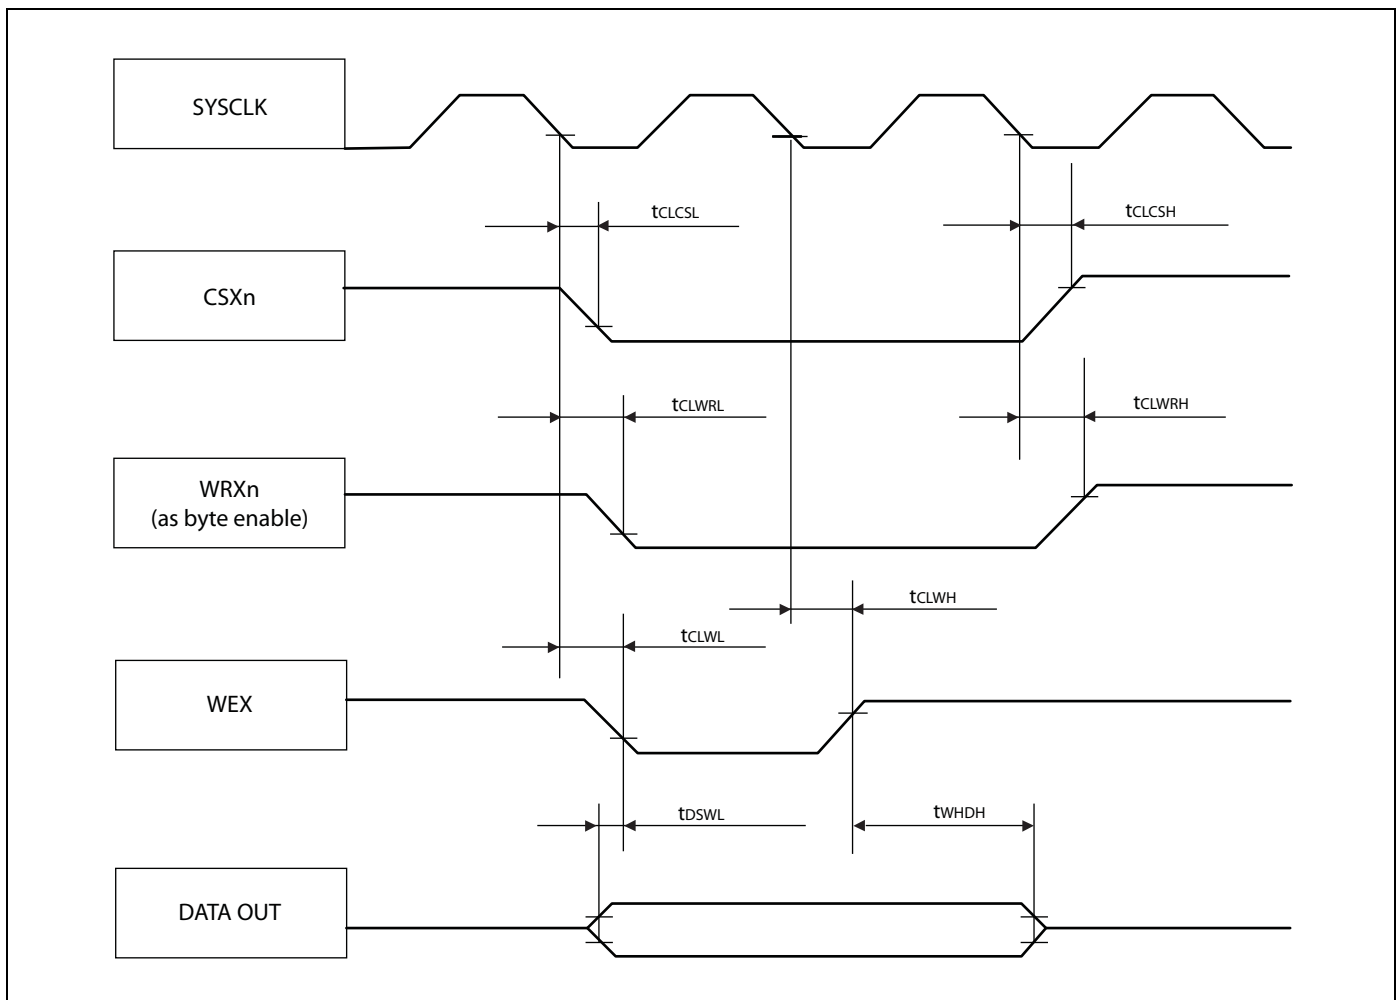 SYSCLK
tCLCSL
tCLCSH
CSXn
tCLWRL
tCLWRH
WRXn
(as byte enable)
tCLWH
tCLWL
WEX
tDSWL
tWHDH
DATA OUT